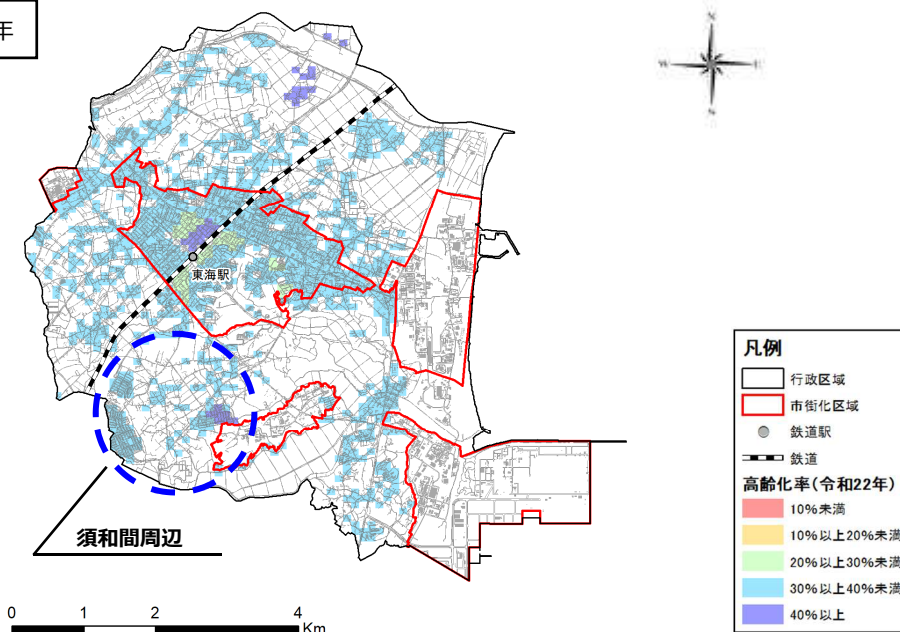 年
N
W
E
S
東海駅
須和間周辺
0 1 2 4
Km
凡例
行政区域
市街化区域
鉄道駅
鉄道
高齢化率(令和22年)
10%未満
10%以上20%未満
20%以上30%未満
30%以上40%未満
40%以上